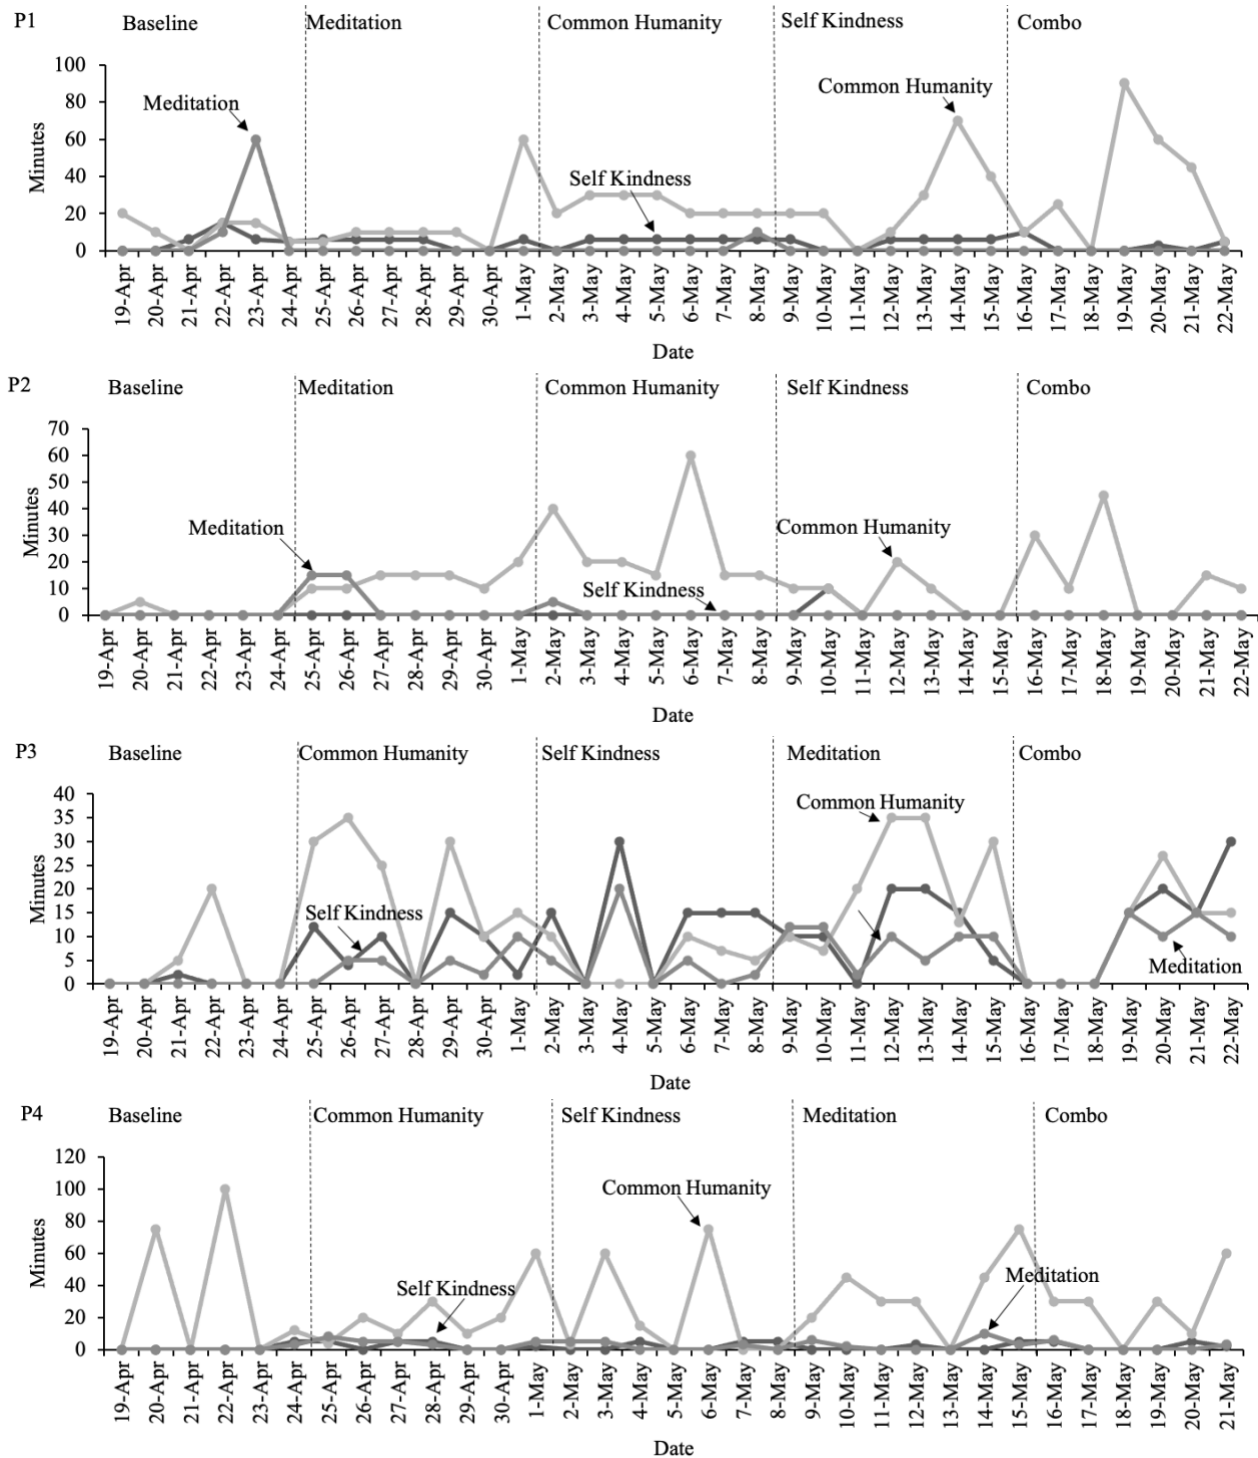 P1
Baseline Meditation Common Humanity Self Kindness Combo
100
80
60
40
20
0
Minutes
Meditation
Self Kindness
Common Humanity
19-Apr 20-Apr 21-Apr 22-Apr 23-Apr 24-Apr 25-Apr 26-Apr 27-Apr 28-Apr 29-Apr 30-Apr 1-May 2-May 3-May 4-May 5-May 6-May 7-May 8-May 9-May 10-May 11-May 12-May 13-May 14-May 15-May 16-May 17-May 18-May 19-May 20-May 21-May 22-May
Date
P2
Baseline Meditation Common Humanity Self Kindness Combo
70
60
50
40
30
20
10
0
Minutes
Meditation
Self Kindness
Common Humanity
19-Apr 20-Apr 21-Apr 22-Apr 23-Apr 24-Apr 25-Apr 26-Apr 27-Apr 28-Apr 29-Apr 30-Apr 1-May 2-May 3-May 4-May 5-May 6-May 7-May 8-May 9-May 10-May 11-May 12-May 13-May 14-May 15-May 16-May 17-May 18-May 19-May 20-May 21-May 22-May
Date
P3
Baseline Common Humanity Self Kindness Meditation Combo
40
35
30
25
20
15
10
5
0
Minutes
Self Kindness
Common Humanity
Meditation
19-Apr 20-Apr 21-Apr 22-Apr 23-Apr 24-Apr 25-Apr 26-Apr 27-Apr 28-Apr 29-Apr 30-Apr 1-May 2-May 3-May 4-May 5-May 6-May 7-May 8-May 9-May 10-May 11-May 12-May 13-May 14-May 15-May 16-May 17-May 18-May 19-May 20-May 21-May 22-May
Date
P4
Baseline Common Humanity Self Kindness Meditation Combo
120
100
80
60
40
20
0
Minutes
Self Kindness
Common Humanity
Meditation
19-Apr 20-Apr 21-Apr 22-Apr 23-Apr 24-Apr 25-Apr 26-Apr 27-Apr 28-Apr 29-Apr 30-Apr 1-May 2-May 3-May 4-May 5-May 6-May 7-May 8-May 9-May 10-May 11-May 12-May 13-May 14-May 15-May 16-May 17-May 18-May 19-May 20-May 21-May
Date